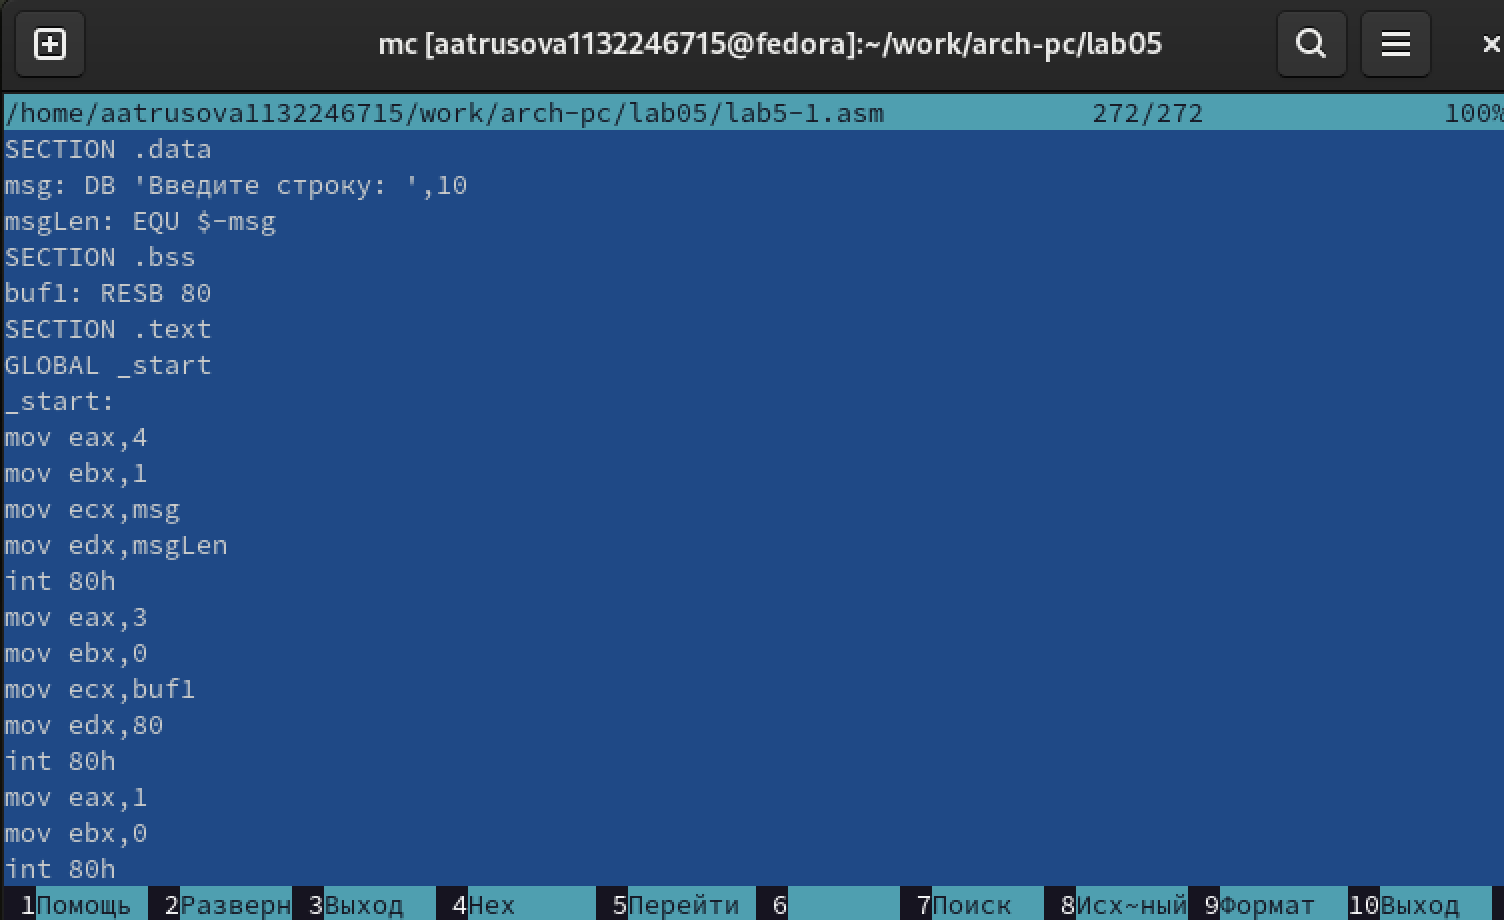 mc [aatrusova1132246715@fedora]:~/work/arch-pc/lab05
/home/aatrusova1132246715/work/arch-pc/lab05/lab5-1.asm 272/272 100%
SECTION .data
msg: DB 'Введите строку: ',10
msgLen: EQU $-msg
SECTION .bss
buf1: RESB 80
SECTION .text
GLOBAL _start
_start:
mov eax,4
mov ebx,1
mov ecx,msg
mov edx,msgLen
int 80h
mov eax,3
mov ebx,0
mov ecx,buf1
mov edx,80
int 80h
mov eax,1
mov ebx,0
int 80h
1Помощь 2Разверн 3Выход 4Hex 5Перейти 6 7Поиск 8Исх~ный 9Формат 10Выход